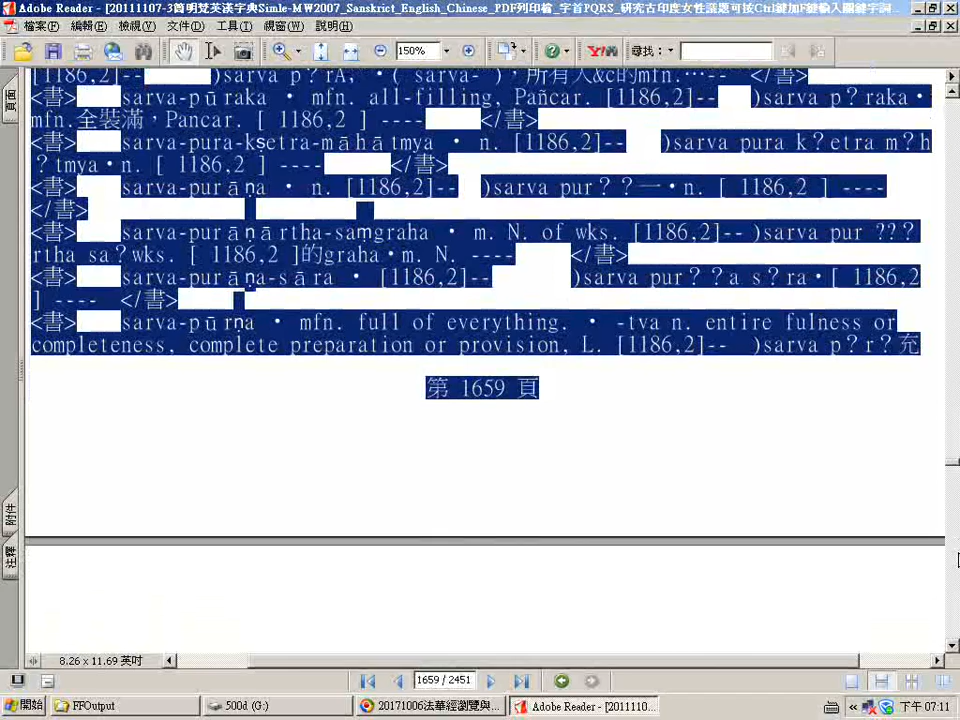 Adobe Reader - [20111107-3簡明梵英漢字典Simle-MW2007_Sanskrict_English_Chinese_PDF列印檔_字首PQRS_研究古印度女性議題可按Ctrl鍵加F鍵輸入關鍵字詞...
檔案(F) 編輯(E) 檢視(V) 文件(D) 工具(T) 視窗(W) 說明(H)
150% 尋找:
頁面
[1186,2]-- )sarva p?rA, ·( sarva- ),所有人&c的mfn.…-- </書>
<書> sarva-pūraka · mfn. all-filling, Pañcar. [1186,2]-- )sarva p?raka·
mfn.全裝滿,Pancar. [ 1186,2 ] ---- </書>
<書> sarva-pura-kṣetra-māhātmya · n. [1186,2]-- )sarva pura k?etra m?h
?tmya·n. [ 1186,2 ] ---- </書>
<書> sarva-purāṇa · n. [1186,2]-- )sarva pur??一·n. [ 1186,2 ] ----
</書>
<書> sarva-purāṇārtha-saṃgraha · m. N. of wks. [1186,2]-- )sarva pur ???
rtha sa?wks. [ 1186,2 ]的graha·m. N. ---- </書>
<書> sarva-purāṇa-sāra · [1186,2]-- )sarva pur??a s?ra·[ 1186,2
] ---- </書>
<書> sarva-pūrṇa · mfn. full of everything. · -tva n. entire fulness or
completeness, complete preparation or provision, L. [1186,2]-- )sarva p?r?充
第 1659 頁
附件
注釋
8.26 x 11.69 英吋
1659 / 2451
開始 FFOutput 500d (G:) 20171006法華經瀏覽與... Adobe Reader - [2011110... 下午 07:11